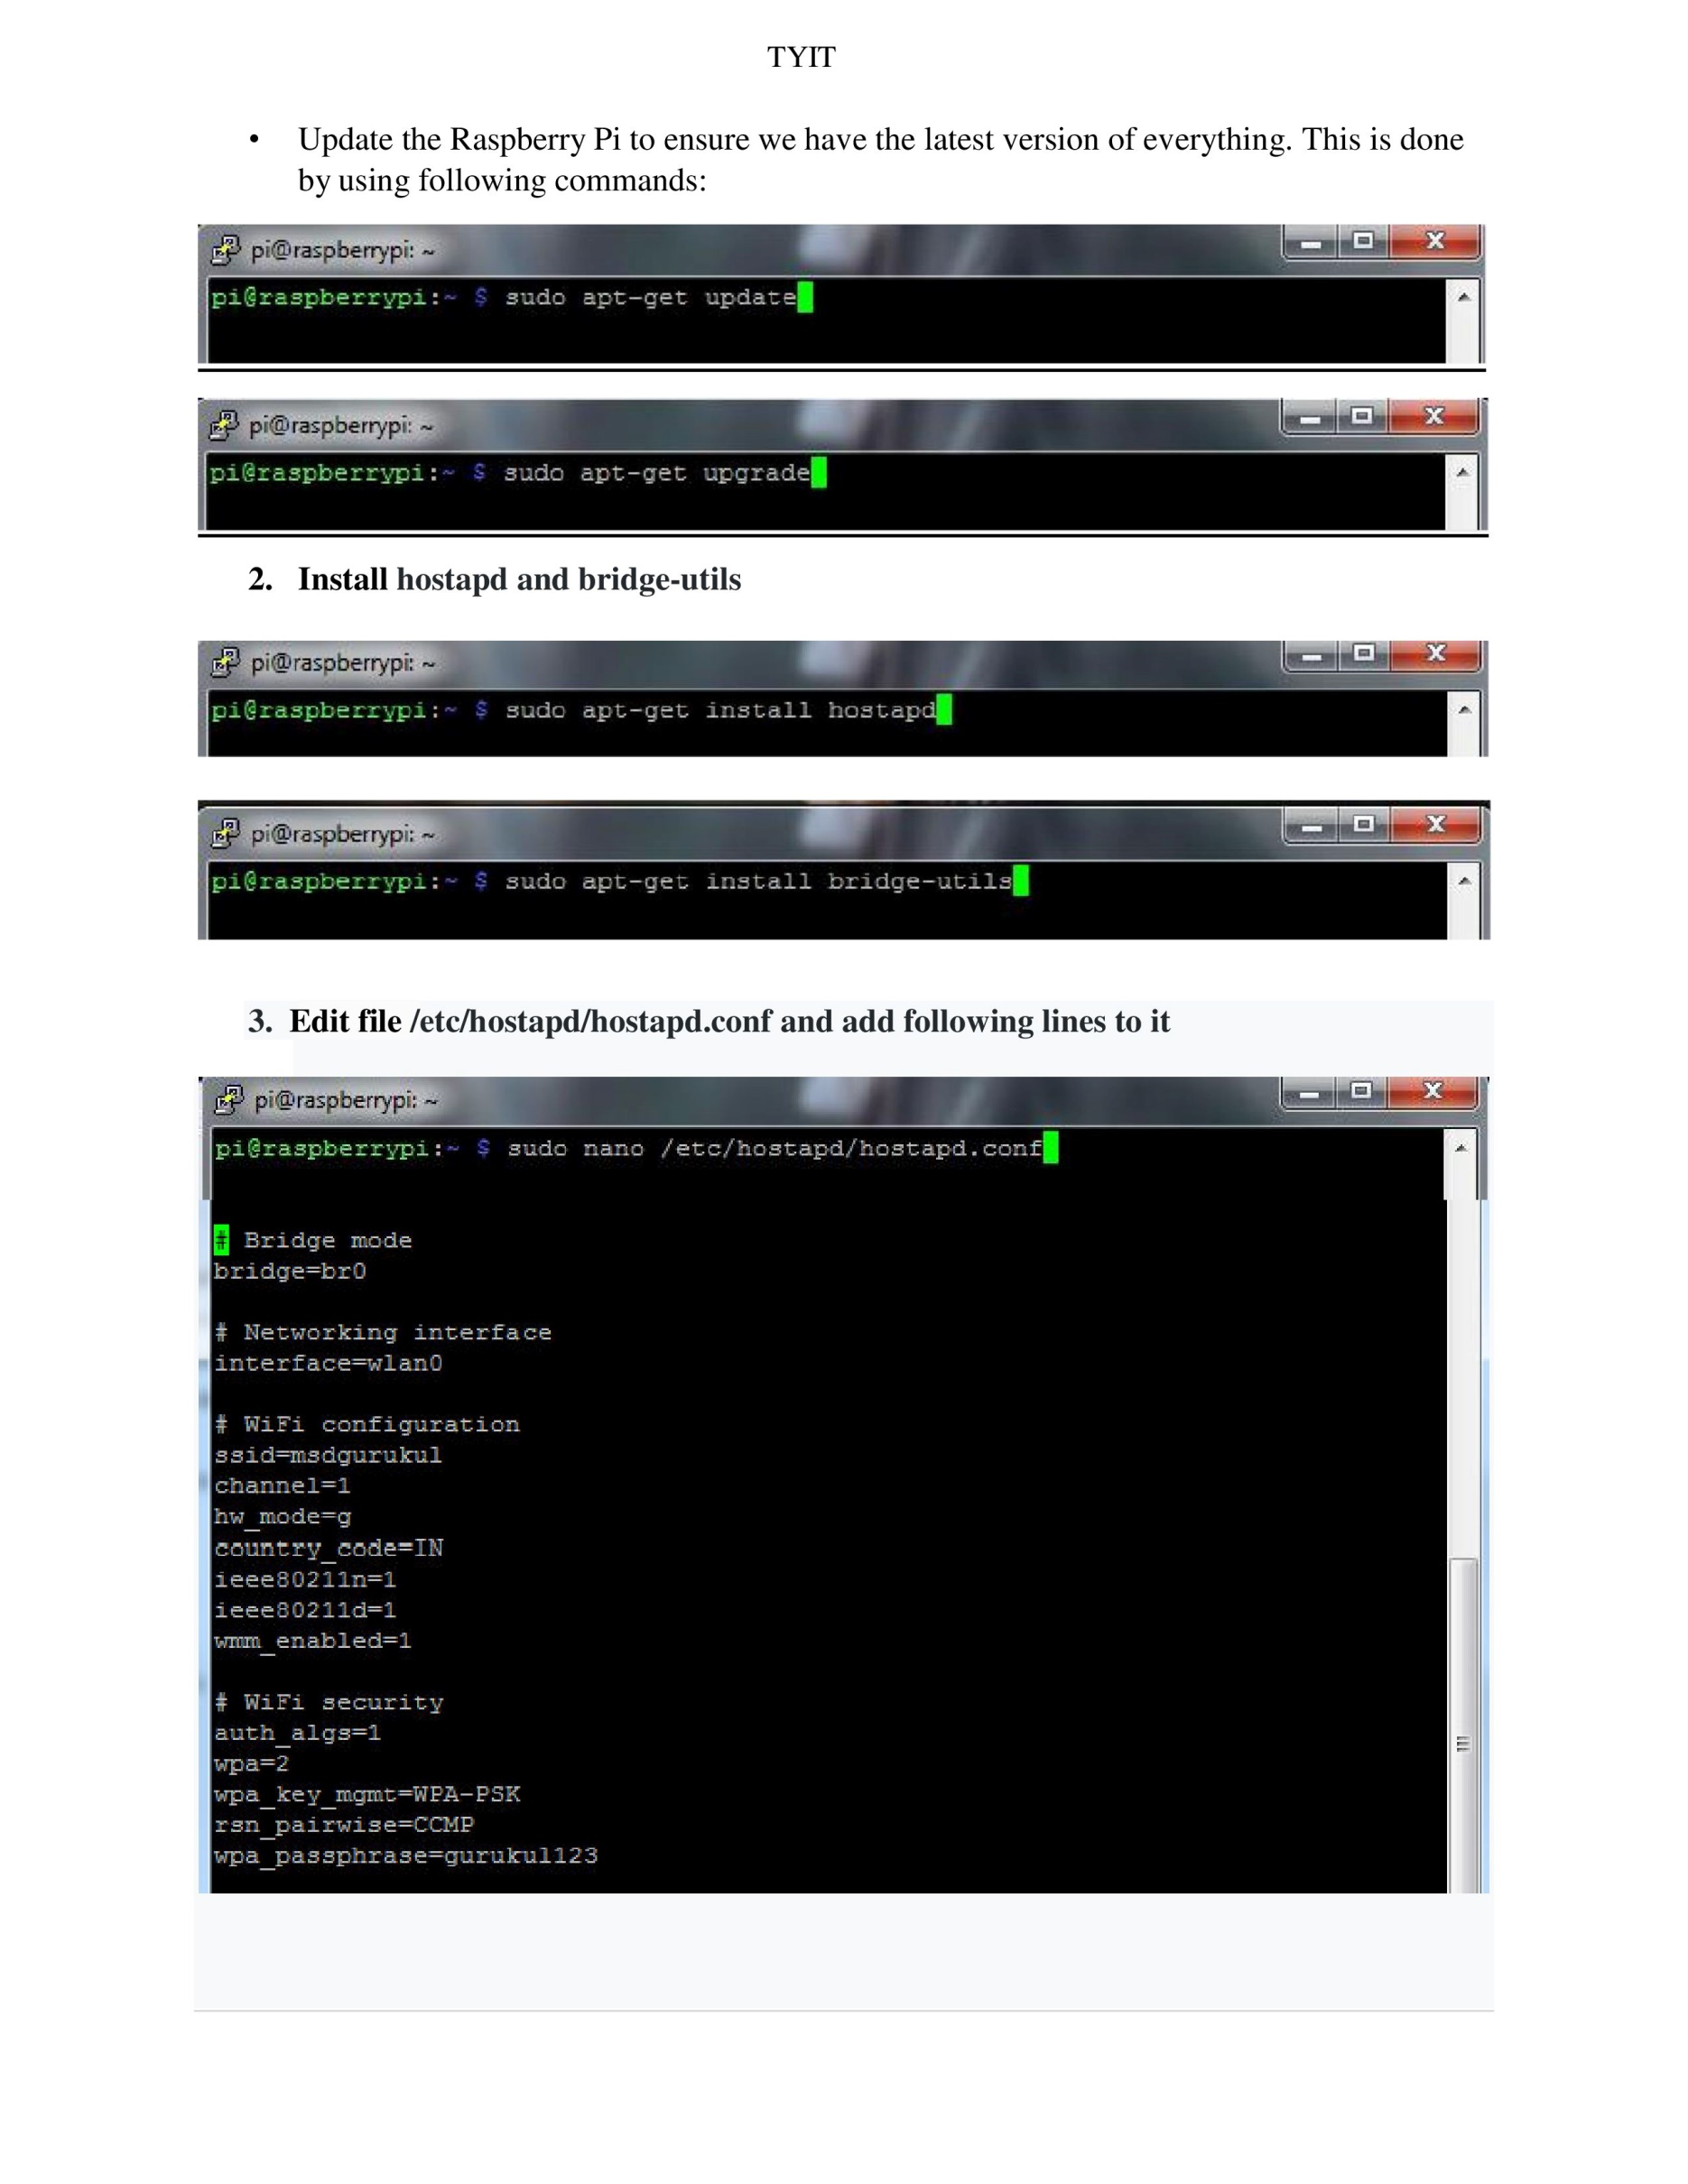 TYIT
• Update the Raspberry Pi to ensure we have the latest version of everything. This is done
by using following commands:
pi@raspberrypi: ~
pi@raspberrypi:~ $ sudo apt-get update
pi@raspberrypi: ~
pi@raspberrypi:~ $ sudo apt-get upgrade
2. Install hostapd and bridge-utils
pi@raspberrypi: ~
pi@raspberrypi:~ $ sudo apt-get install hostapd
pi@raspberrypi: ~
pi@raspberrypi:~ $ sudo apt-get install bridge-utils
3. Edit file /etc/hostapd/hostapd.conf and add following lines to it
pi@raspberrypi: ~
pi@raspberrypi:~ $ sudo nano /etc/hostapd/hostapd.conf
# Bridge mode
bridge=br0
# Networking interface
interface=wlan0
# WiFi configuration
ssid=msdgurukul
channel=1
hw_mode=g
country_code=IN
ieee80211n=1
ieee80211d=1
wmm_enabled=1
# WiFi security
auth_algs=1
wpa=2
wpa_key_mgmt=WPA-PSK
rsn_pairwise=CCMP
wpa_passphrase=gurukul123